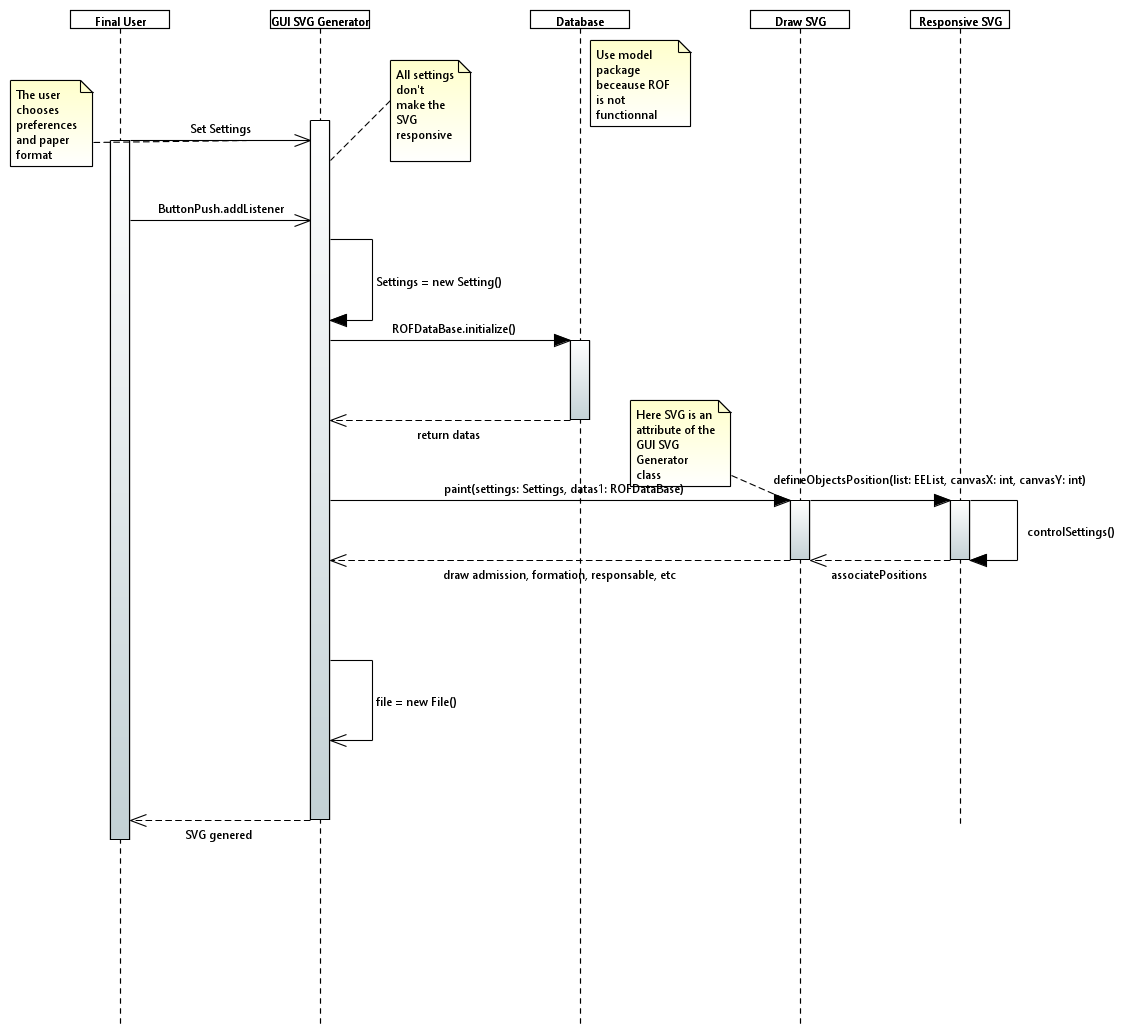 Final User
GUI SVG Generator
Database
Draw SVG
Responsive SVG
Use model
package
beceause ROF
is not
functionnal
All settings
don't
make the
SVG
responsive
The user
chooses
preferences
and paper
format
Set Settings
ButtonPush.addListener
Settings = new Setting()
ROFDataBase.initialize()
return datas
Here SVG is an
attribute of the
GUI SVG
Generator
class
paint(settings: Settings, datas1: ROFDataBase)
defineObjectsPosition(list: EEList, canvasX: int, canvasY: int)
controlSettings()
draw admission, formation, responsable, etc
associatePositions
file = new File()
SVG genered